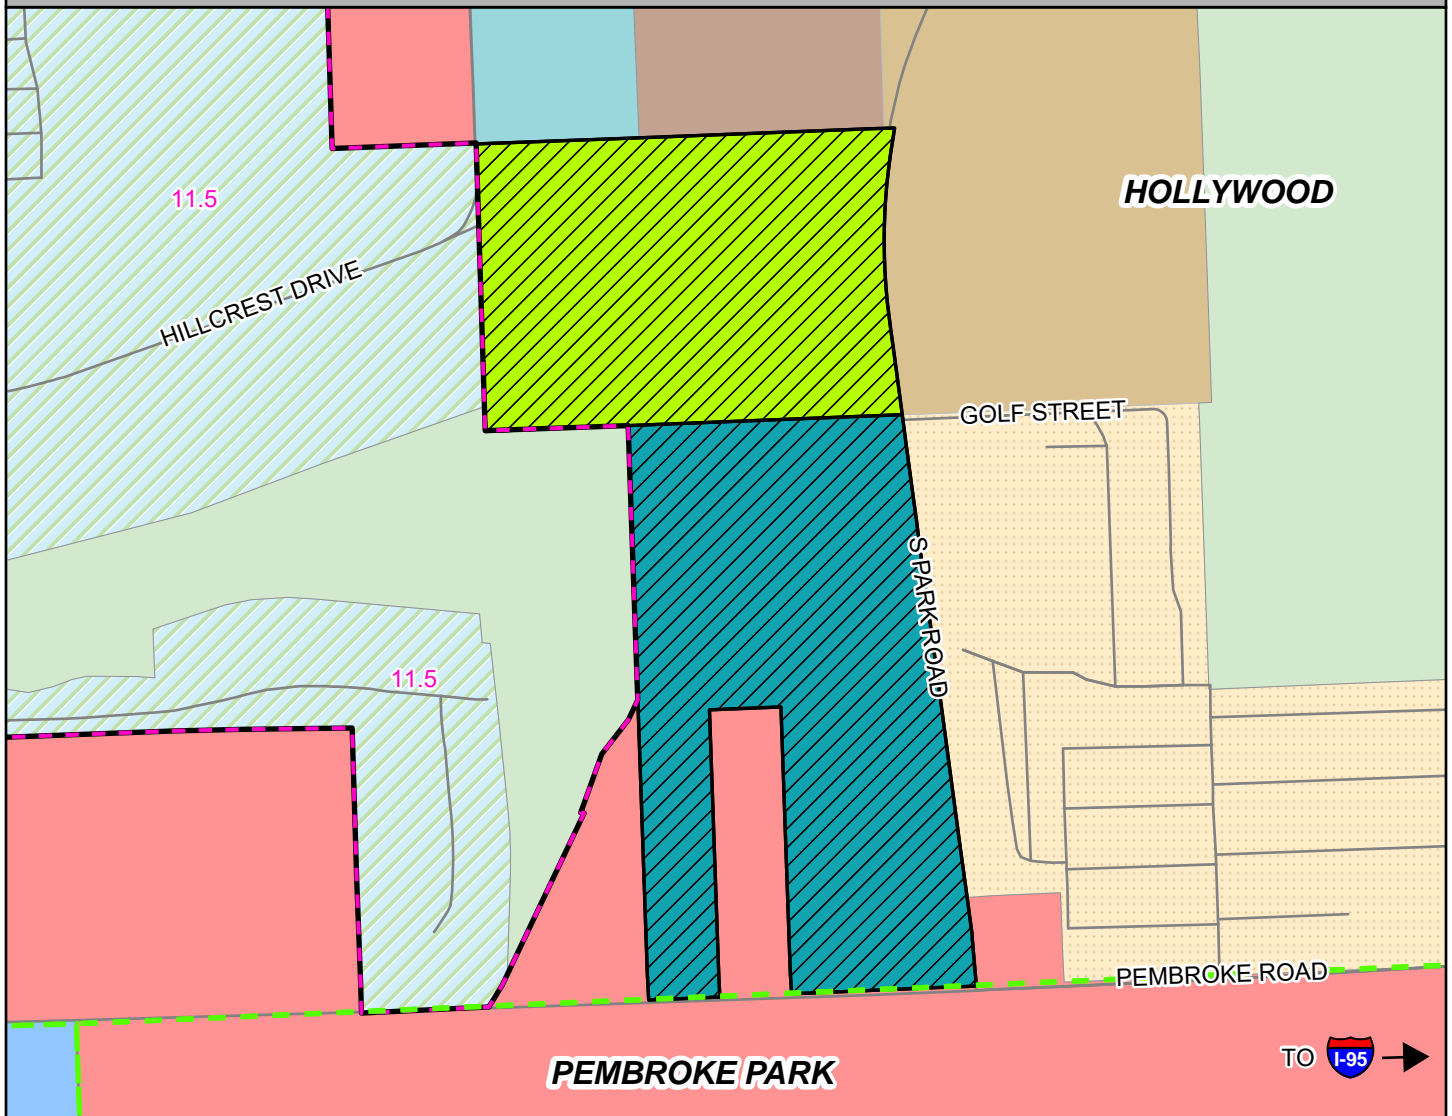 HOLLYWOOD
11.5
HILLCREST DRIVE
GOLF STREET
S PARK ROAD
11.5
PEMBROKE ROAD
PEMBROKE PARK
TO I-95